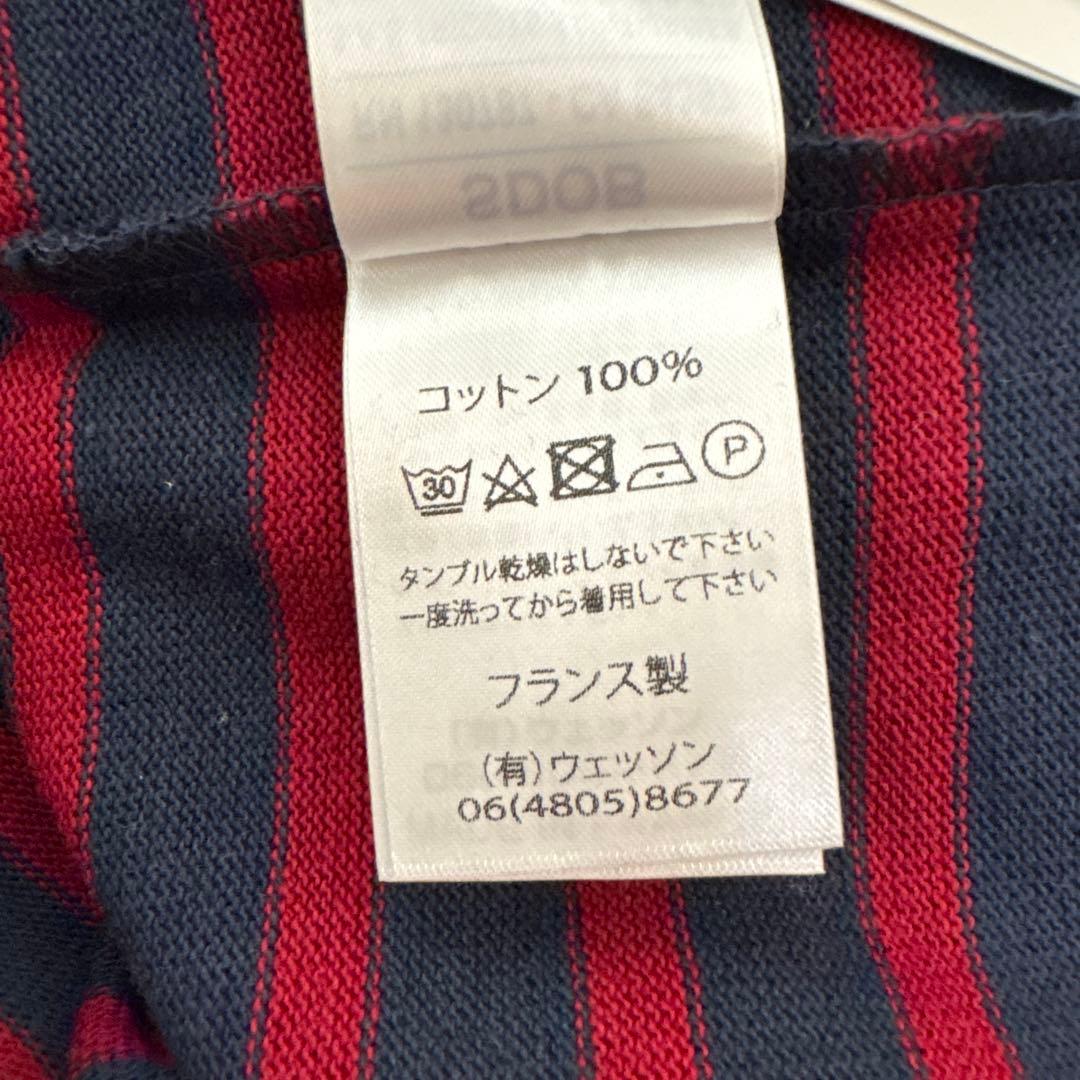 コットン 100%
30 P
タンブル乾燥はしないで下さい
一度洗ってから着用して下さい
フランス製
(有)ウェッソン
06(4805)8677